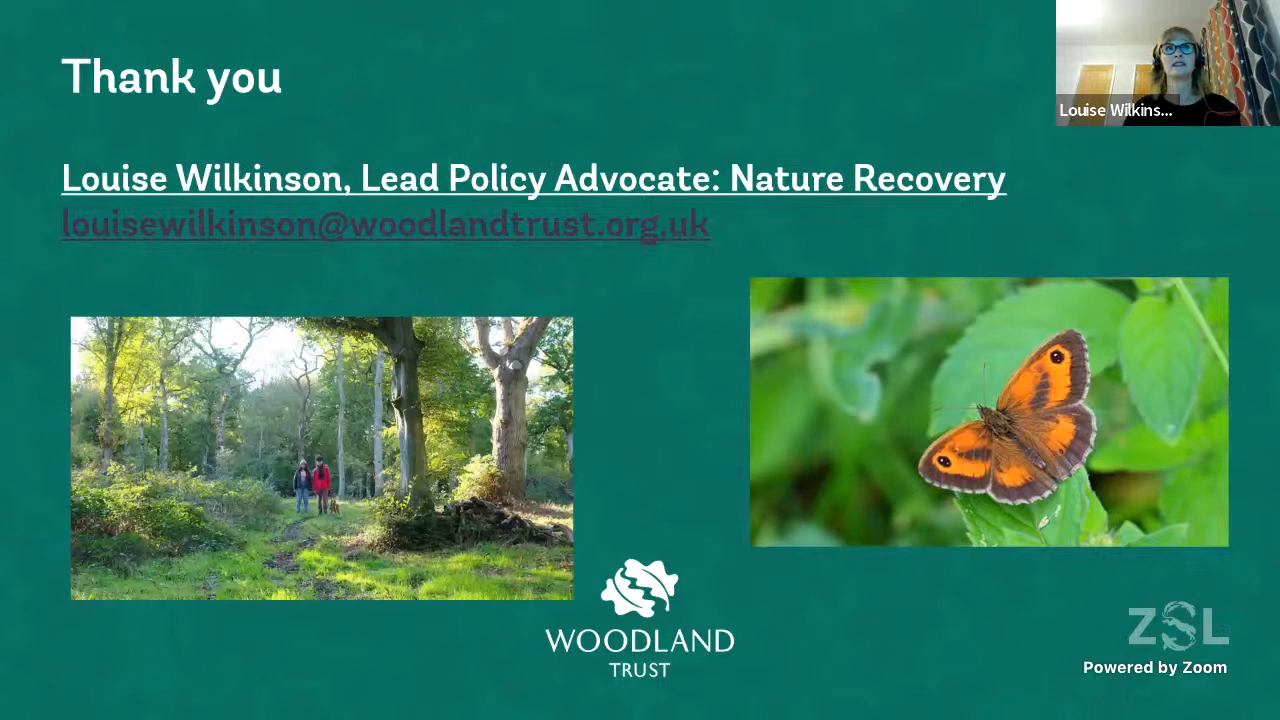 Thank you
Louise Wilkins...
Louise Wilkinson, Lead Policy Advocate: Nature Recovery
louisewilkinson@woodlandtrust.org.uk
WOODLAND
TRUST
ZSL
Powered by Zoom